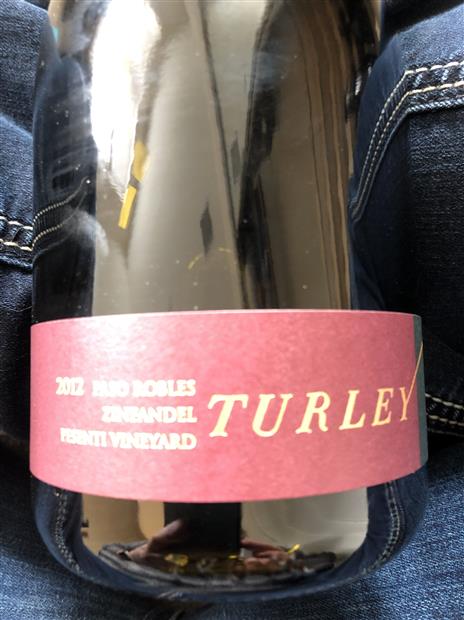 2012 PASO ROBLES
ZINFANDEL
PESENTI VINEYARD
TURLEY